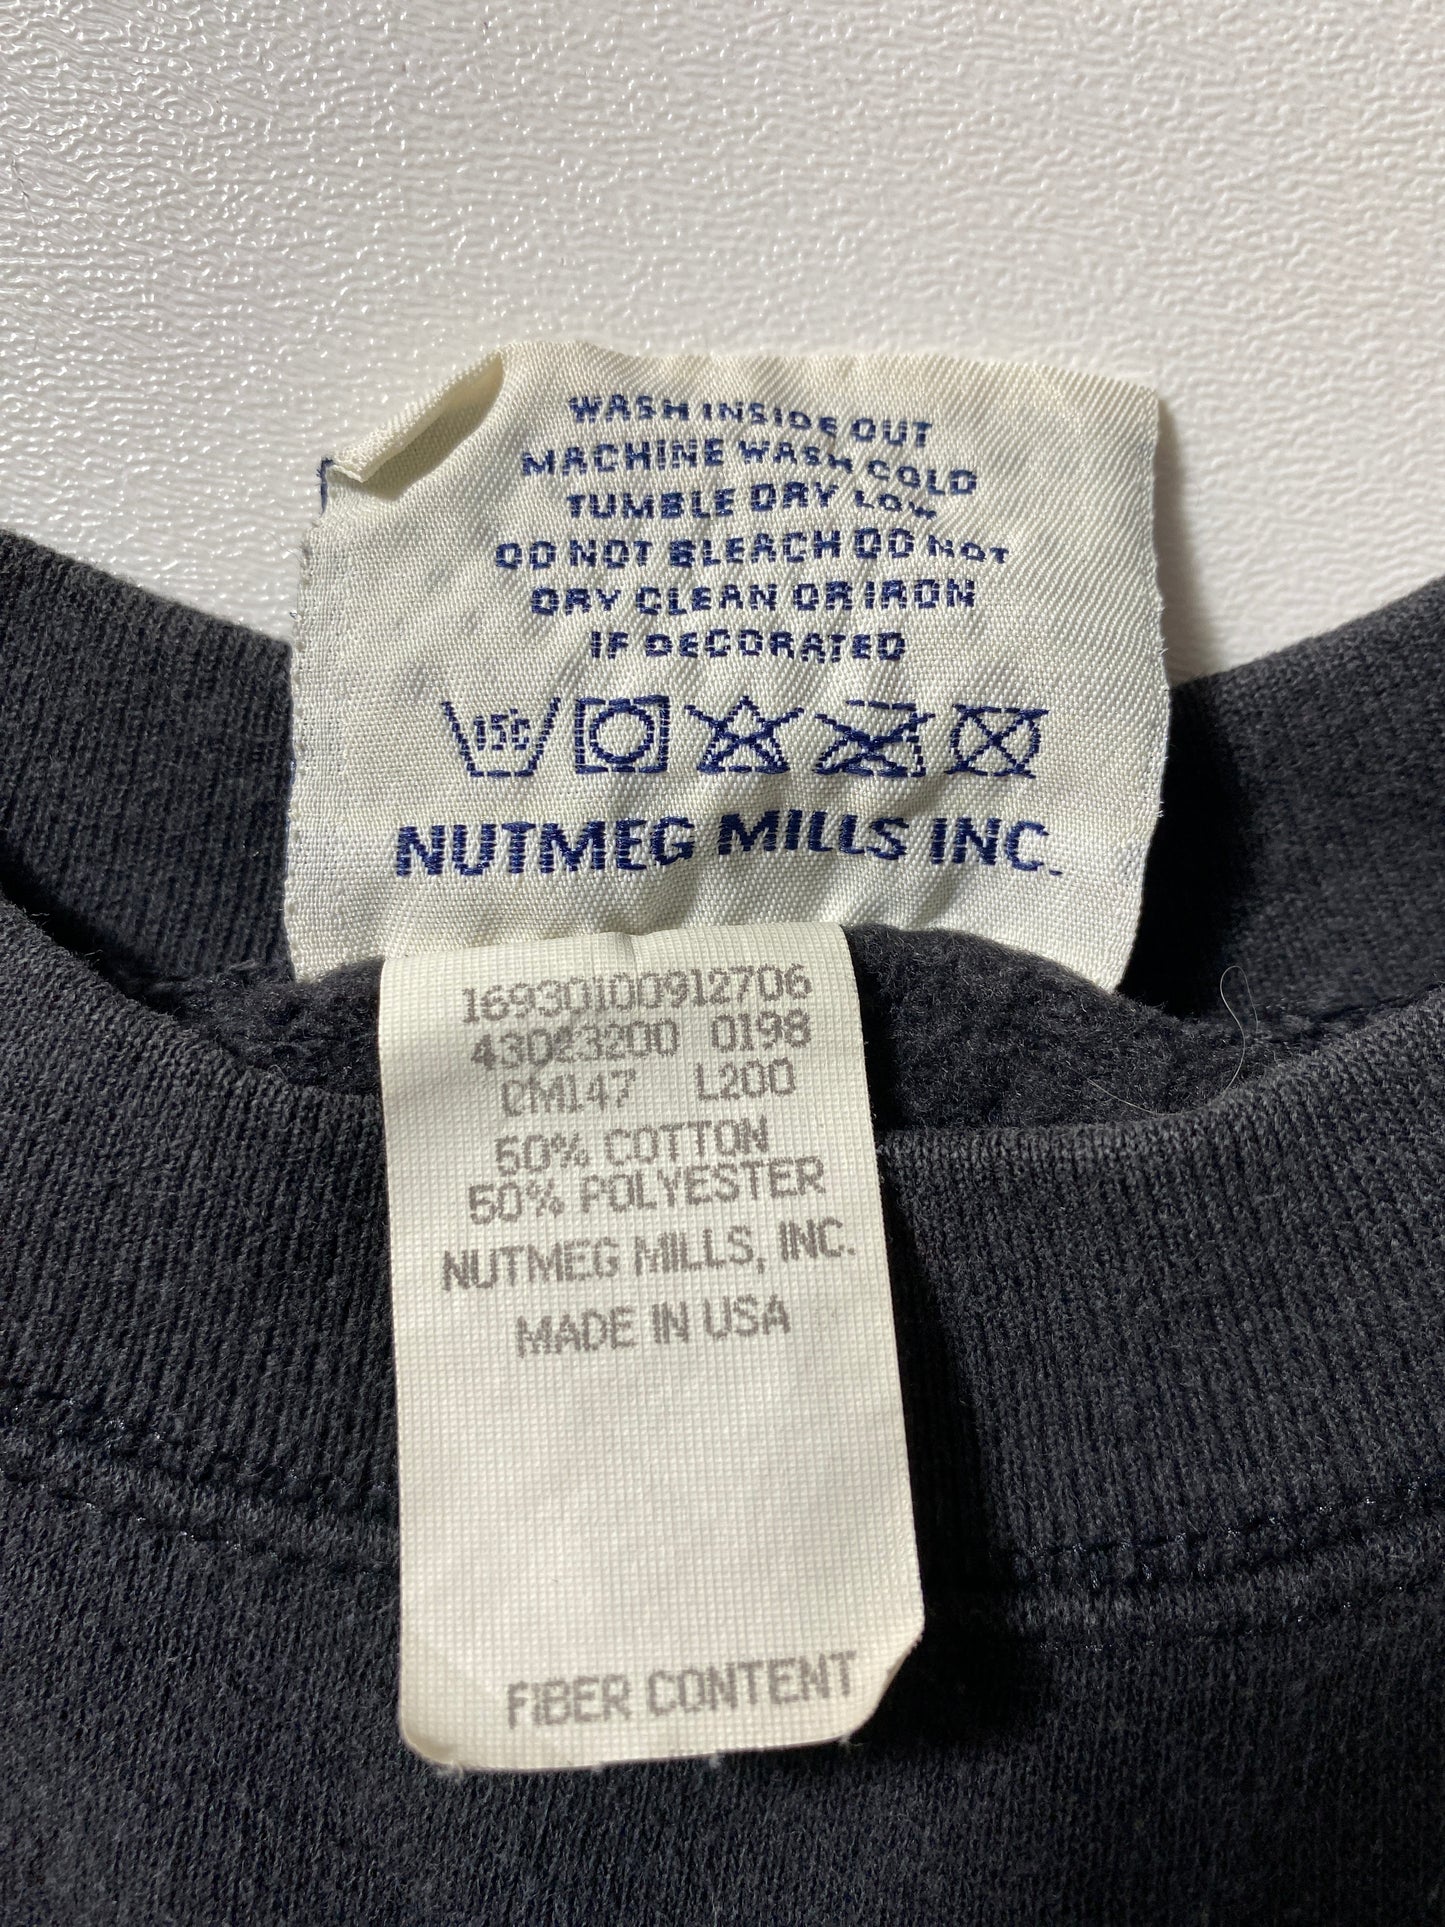 WASH INSIDE OUT
MACHINE WASH COLD
TUMBLE DRY LOW
DO NOT BLEACH DO NOT
DRY CLEAN OR IRON
IF DECORATED
NUTMEG MILLS INC.
16930100912706
0198
CM147 L200
50% COTTON
50% POLYESTER
NUTMEG MILLS, INC.
MADE IN USA
FIBER CONTENT